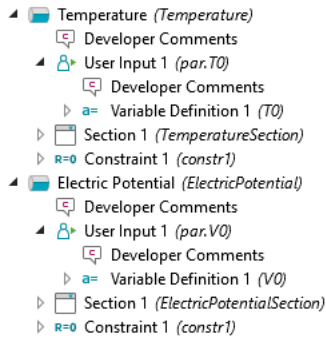 Temperature (Temperature)
Developer Comments
User Input 1 (par.T0)
Developer Comments
a= Variable Definition 1 (T0)
Section 1 (TemperatureSection)
R=0 Constraint 1 (constr1)
Electric Potential (ElectricPotential)
Developer Comments
User Input 1 (par.V0)
Developer Comments
a= Variable Definition 1 (V0)
Section 1 (ElectricPotentialSection)
R=0 Constraint 1 (constr1)